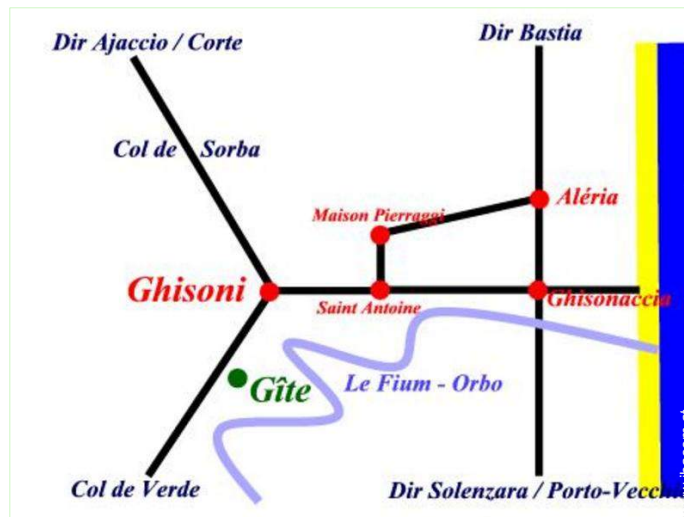 Dir Bastia
Dir Ajaccio / Corte
Col de Sorba
Aléria
Maison Pierraggi
Ghisoni
Ghisonaccia
Saint Antoine
Gîte
Le Fium - Orbo
Col de Verde
Dir Solenzara / Porto-Vecchio